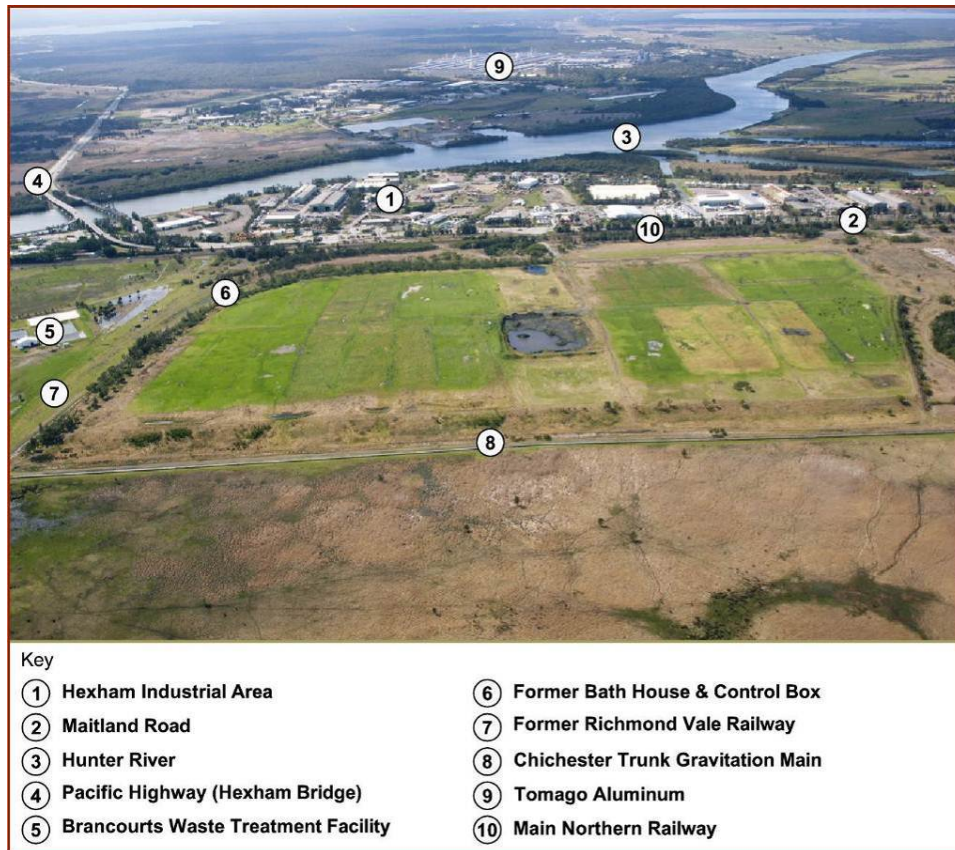 9
3
4
1
10
2
6
5
7
8
Key
1 Hexham Industrial Area
2 Maitland Road
3 Hunter River
4 Pacific Highway (Hexham Bridge)
5 Brancourts Waste Treatment Facility
6 Former Bath House & Control Box
7 Former Richmond Vale Railway
8 Chichester Trunk Gravitation Main
9 Tomago Aluminum
10 Main Northern Railway